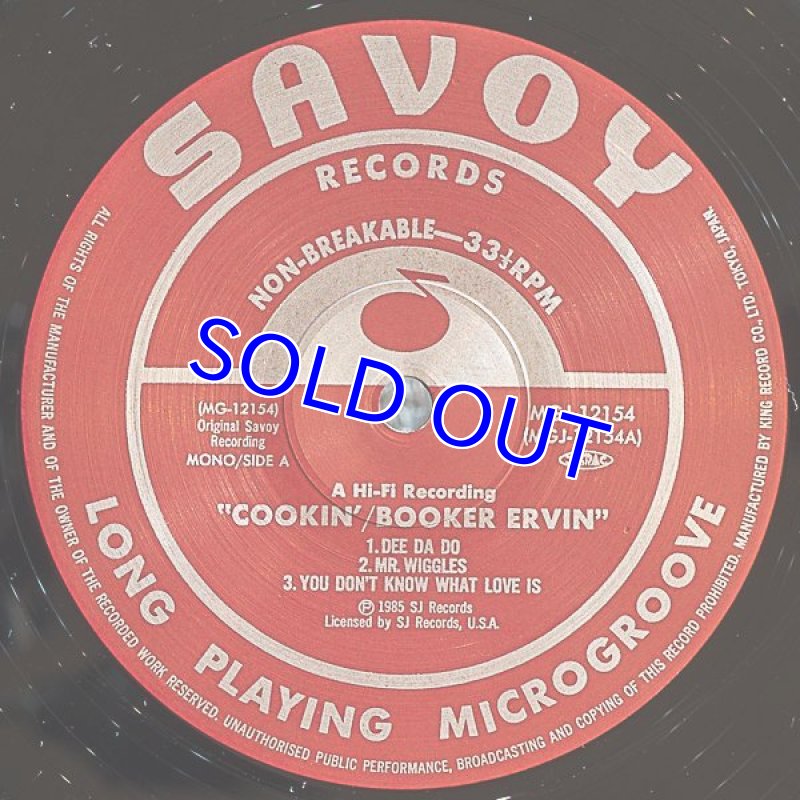 SAVOY
RECORDS
NON-BREAKABLE—33⅓RPM
SOLD OUT
(MG-12154)
Original Savoy
Recording
MONO/SIDE A
12154
A Hi-Fi Recording
"COOKIN'/BOOKER ERVIN"
1. DEE DA DO
2. MR. WIGGLES
3. YOU DON'T KNOW WHAT LOVE IS
Ⓟ 1985 SJ Records
Licensed by SJ Records, U.S.A.
LONG PLAYING MICROGROOVE
ALL RIGHTS OF THE MANUFACTURER AND OF THE OWNER OF THE RECORDED WORK RESERVED. UNAUTHORISED PUBLIC PERFORMANCE, BROADCASTING AND COPYING OF THIS RECORD PROHIBITED. MANUFACTURED BY KING RECORD CO., LTD. TOKYO, JAPAN.